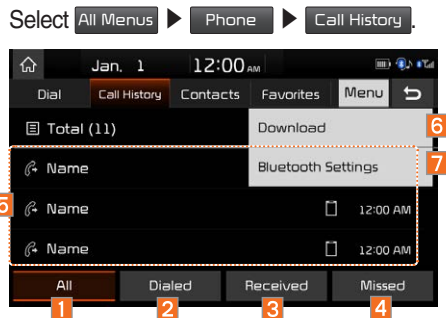 Select All Menus ▶ Phone ▶ Call History.
Jan. 1 12:00 AM
Dial Call History Contacts Favorites Menu
Total (11) Download 6
Name Bluetooth Settings 7
5 Name 12:00 AM
Name 12:00 AM
All Dialed Received Missed
1 2 3 4